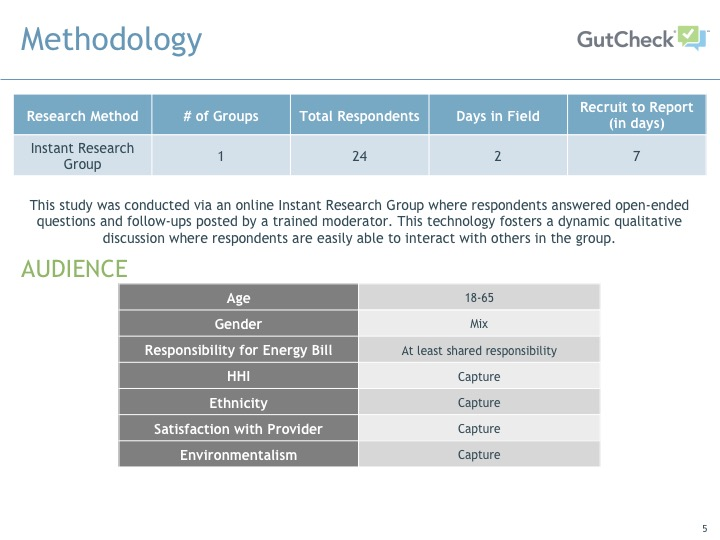 Methodology
GutCheck
Research Method # of Groups Total Respondents Days in Field Recruit to Report (in days)
Instant Research Group 1 24 2 7
This study was conducted via an online Instant Research Group where respondents answered open-ended
questions and follow-ups posted by a trained moderator. This technology fosters a dynamic qualitative
discussion where respondents are easily able to interact with others in the group.
AUDIENCE
Age 18-65
Gender Mix
Responsibility for Energy Bill At least shared responsibility
HHI Capture
Ethnicity Capture
Satisfaction with Provider Capture
Environmentalism Capture
5